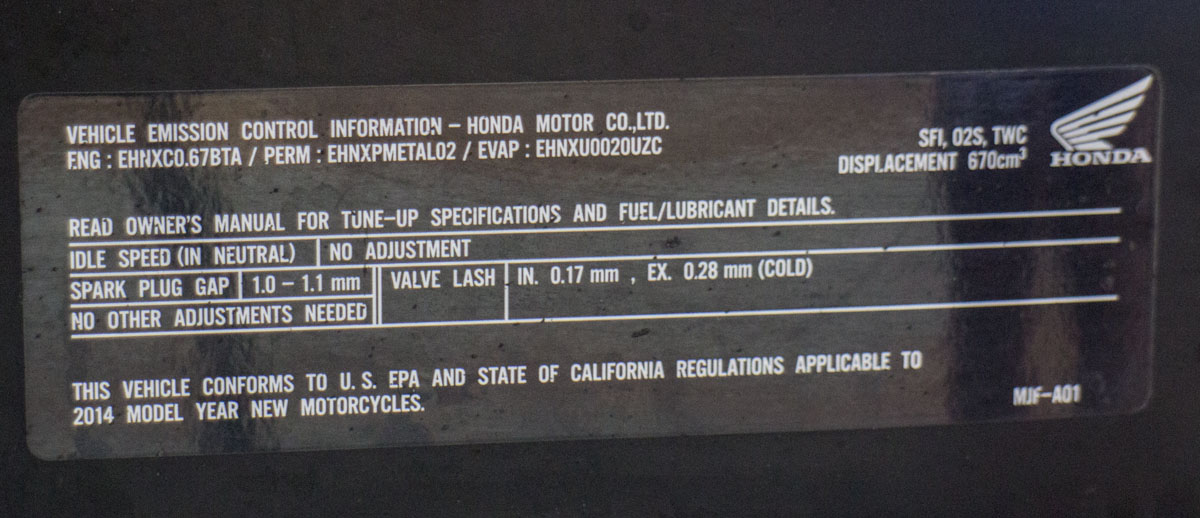 VEHICLE EMISSION CONTROL INFORMATION – HONDA MOTOR CO.,LTD.
ENG : EHNXC0.67BTA / PERM : EHNXPMETAL02 / EVAP : EHNXU0020UZC
SFI, O2S, TWC
DISPLACEMENT 670cm³
HONDA
READ OWNER'S MANUAL FOR TUNE-UP SPECIFICATIONS AND FUEL/LUBRICANT DETAILS.
IDLE SPEED (IN NEUTRAL) NO ADJUSTMENT
SPARK PLUG GAP 1.0 – 1.1 mm VALVE LASH IN. 0.17 mm , EX. 0.28 mm (COLD)
NO OTHER ADJUSTMENTS NEEDED
THIS VEHICLE CONFORMS TO U.S. EPA AND STATE OF CALIFORNIA REGULATIONS APPLICABLE TO
2014 MODEL YEAR NEW MOTORCYCLES.
MJF–A01